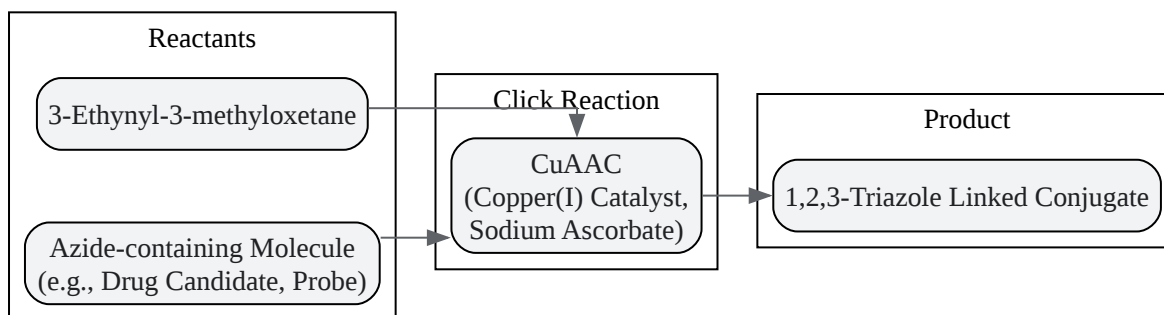 Reactants
3-Ethynyl-3-methyloxetane
Azide-containing Molecule
(e.g., Drug Candidate, Probe)
Click Reaction
CuAAC
(Copper(I) Catalyst,
Sodium Ascorbate)
Product
1,2,3-Triazole Linked Conjugate